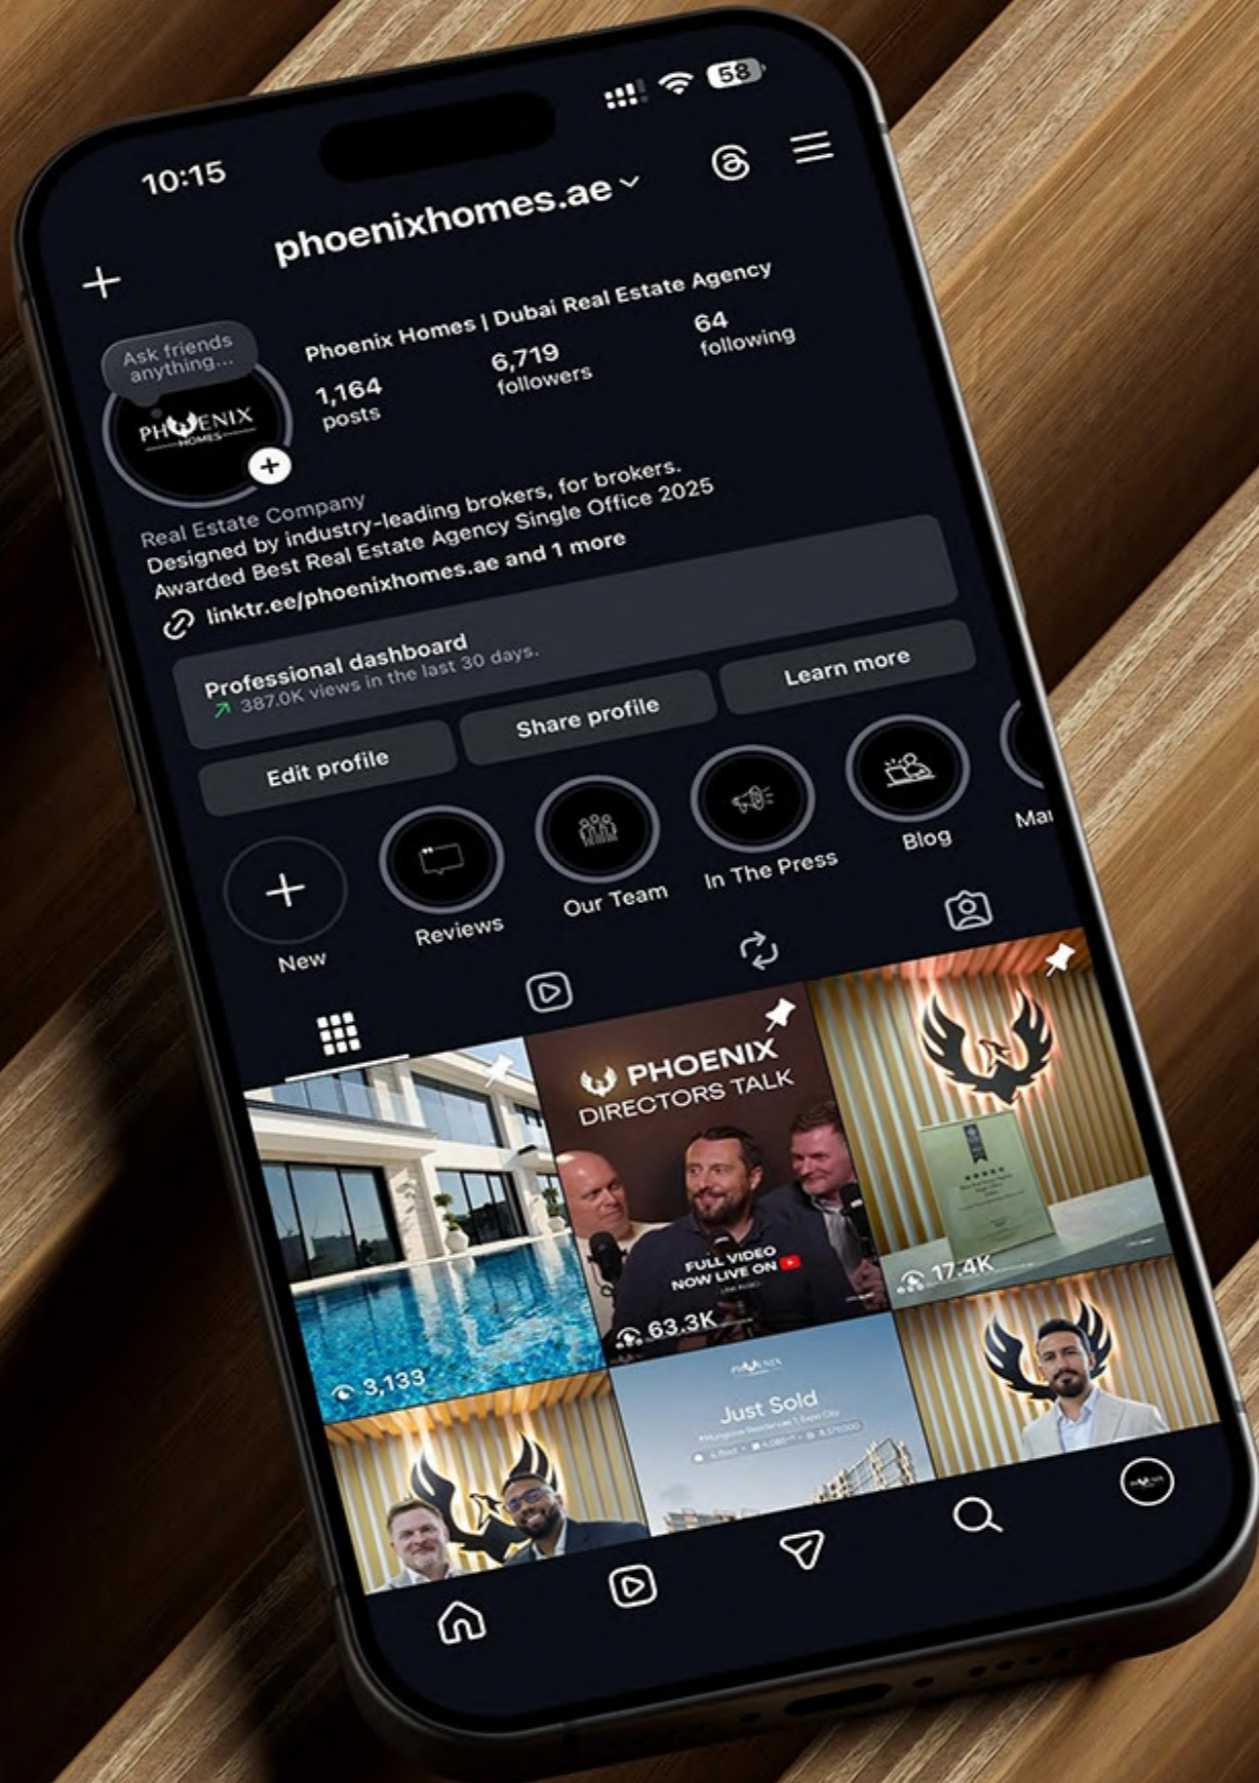 10:15
58
phoenixhomes.ae
Ask friends
anything...
PHOENIX
HOMES
Phoenix Homes | Dubai Real Estate Agency
1,164
posts
6,719
followers
64
following
Real Estate Company
Designed by industry-leading brokers, for brokers.
Awarded Best Real Estate Agency Single Office 2025
linktr.ee/phoenixhomes.ae and 1 more
Professional dashboard
387.0K views in the last 30 days.
Edit profile
Share profile
Learn more
New
Reviews
Our Team
In The Press
Blog
Mar
PHOENIX
DIRECTORS TALK
FULL VIDEO
NOW LIVE ON
3,133
63.3K
17.4K
PHOENIX
Just Sold